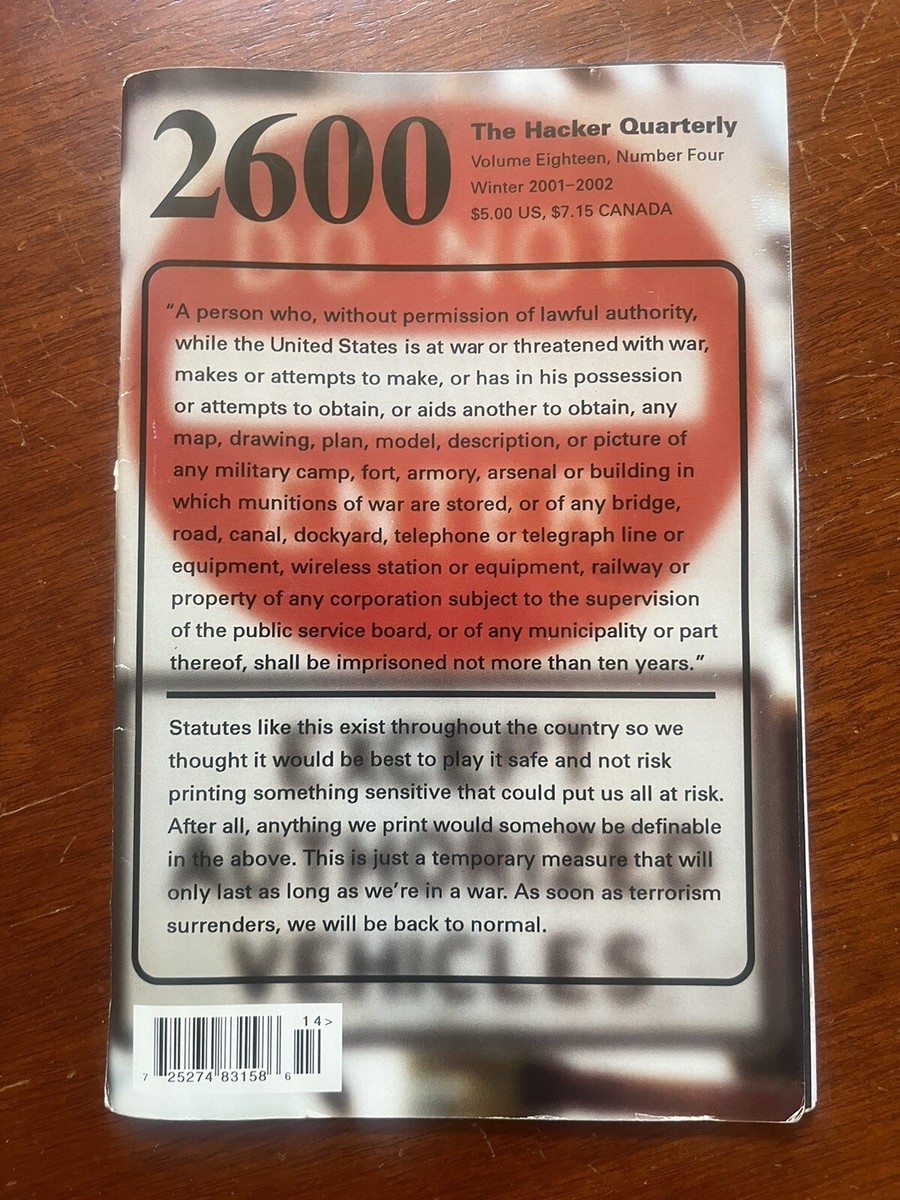 2600
The Hacker Quarterly
Volume Eighteen, Number Four
Winter 2001–2002
$5.00 US, $7.15 CANADA
DO NOT
“A person who, without permission of lawful authority,
while the United States is at war or threatened with war,
makes or attempts to make, or has in his possession
or attempts to obtain, or aids another to obtain, any
map, drawing, plan, model, description, or picture of
any military camp, fort, armory, arsenal or building in
which munitions of war are stored, or of any bridge,
road, canal, dockyard, telephone or telegraph line or
equipment, wireless station or equipment, railway or
property of any corporation subject to the supervision
of the public service board, or of any municipality or part
thereof, shall be imprisoned not more than ten years.”
Statutes like this exist throughout the country so we
thought it would be best to play it safe and not risk
printing something sensitive that could put us all at risk.
After all, anything we print would somehow be definable
in the above. This is just a temporary measure that will
only last as long as we’re in a war. As soon as terrorism
surrenders, we will be back to normal.
VEHICLES
14>
7 25274 83158 6